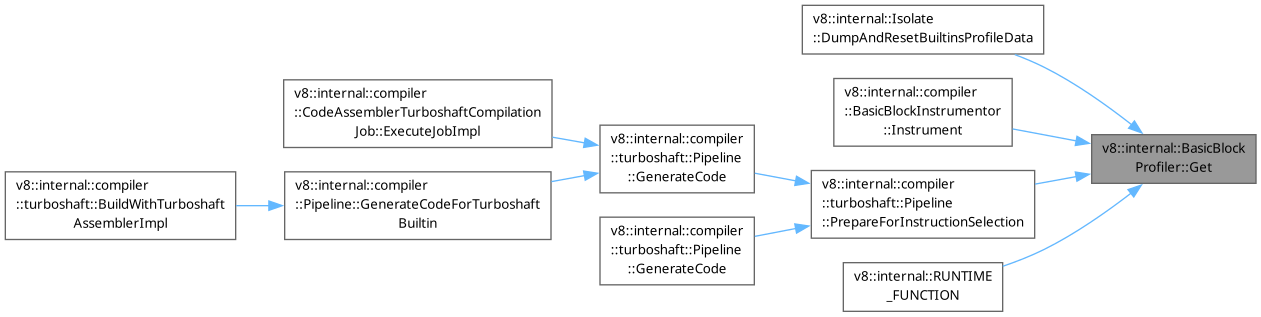 v8::internal::Isolate
::DumpAndResetBuiltinsProfileData
v8::internal::compiler
::BasicBlockInstrumentor
::Instrument
v8::internal::compiler
::CodeAssemblerTurboshaftCompilation
Job::ExecuteJobImpl
v8::internal::compiler
::turboshaft::Pipeline
::GenerateCode
v8::internal::BasicBlock
Profiler::Get
v8::internal::compiler
::turboshaft::BuildWithTurboshaft
AssemblerImpl
v8::internal::compiler
::Pipeline::GenerateCodeForTurboshaft
Builtin
v8::internal::compiler
::turboshaft::Pipeline
::PrepareForInstructionSelection
v8::internal::compiler
::turboshaft::Pipeline
::GenerateCode
v8::internal::RUNTIME
_FUNCTION